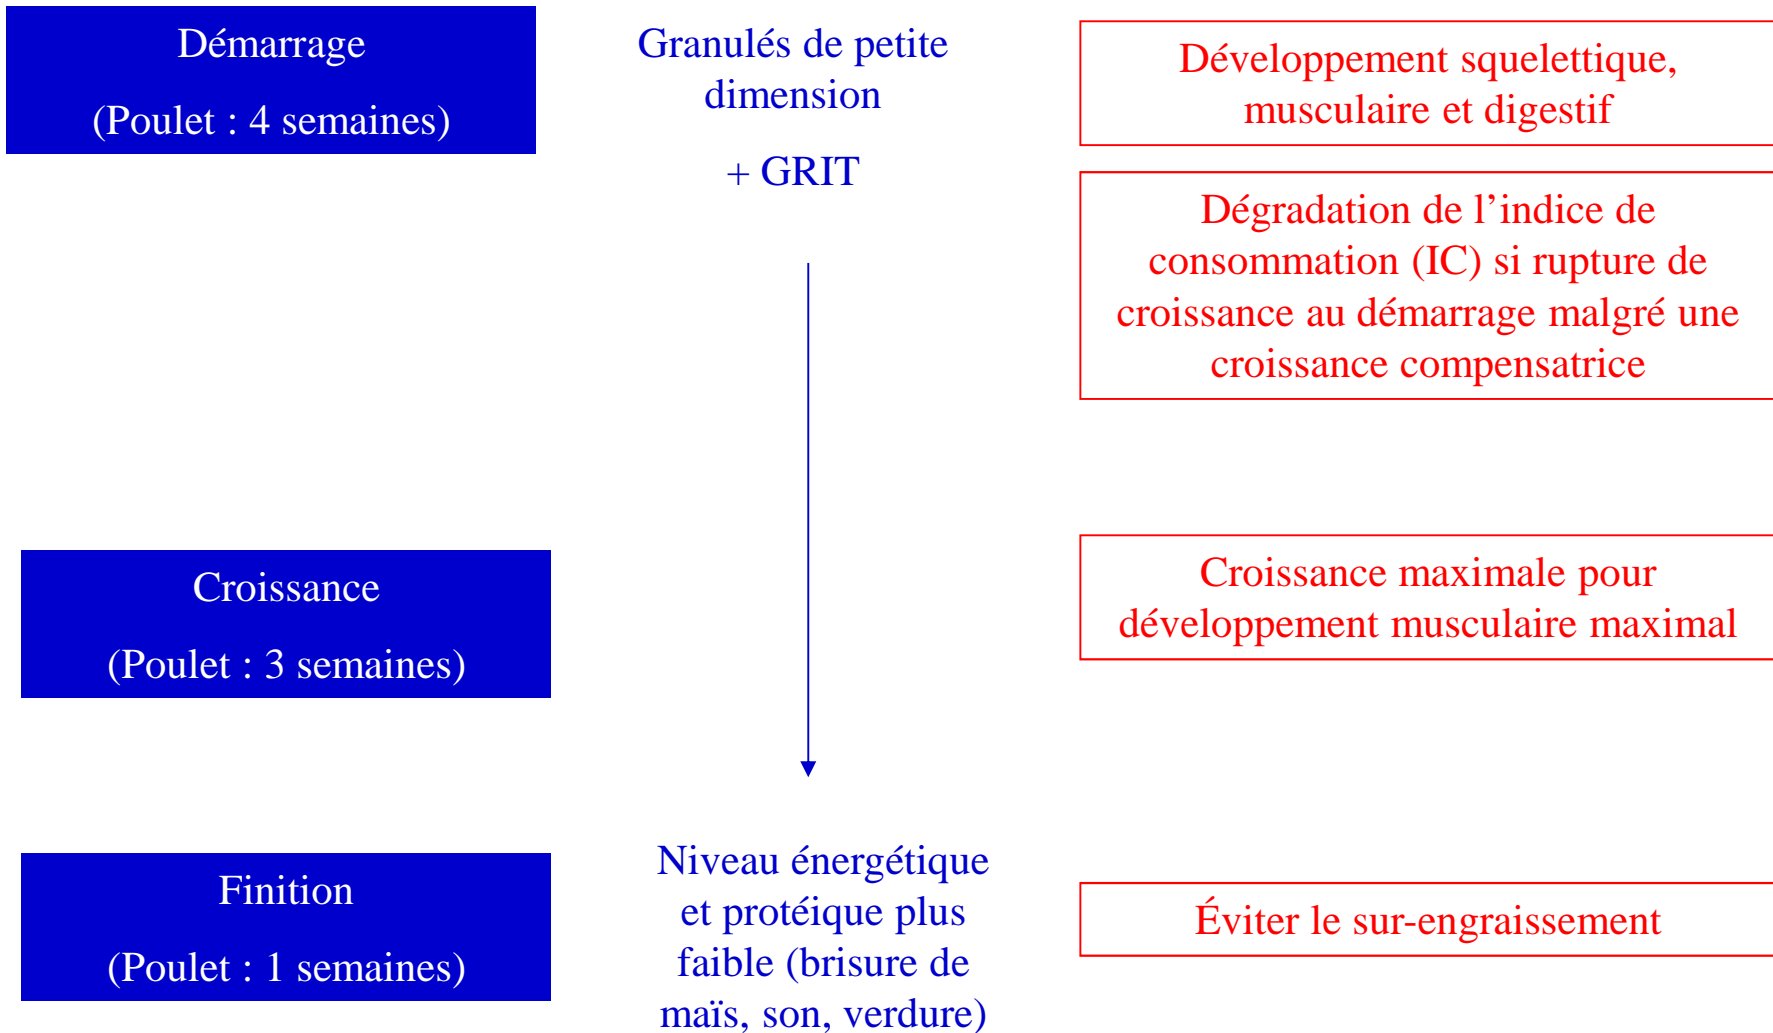 Démarrage
(Poulet : 4 semaines)
Granulés de petite
dimension
+ GRIT
Développement squelettique,
musculaire et digestif
Dégradation de l’indice de
consommation (IC) si rupture de
croissance au démarrage malgré une
croissance compensatrice
Croissance
(Poulet : 3 semaines)
Croissance maximale pour
développement musculaire maximal
Finition
(Poulet : 1 semaines)
Niveau énergétique
et protéique plus
faible (brisure de
maïs, son, verdure)
Éviter le sur-engraissement